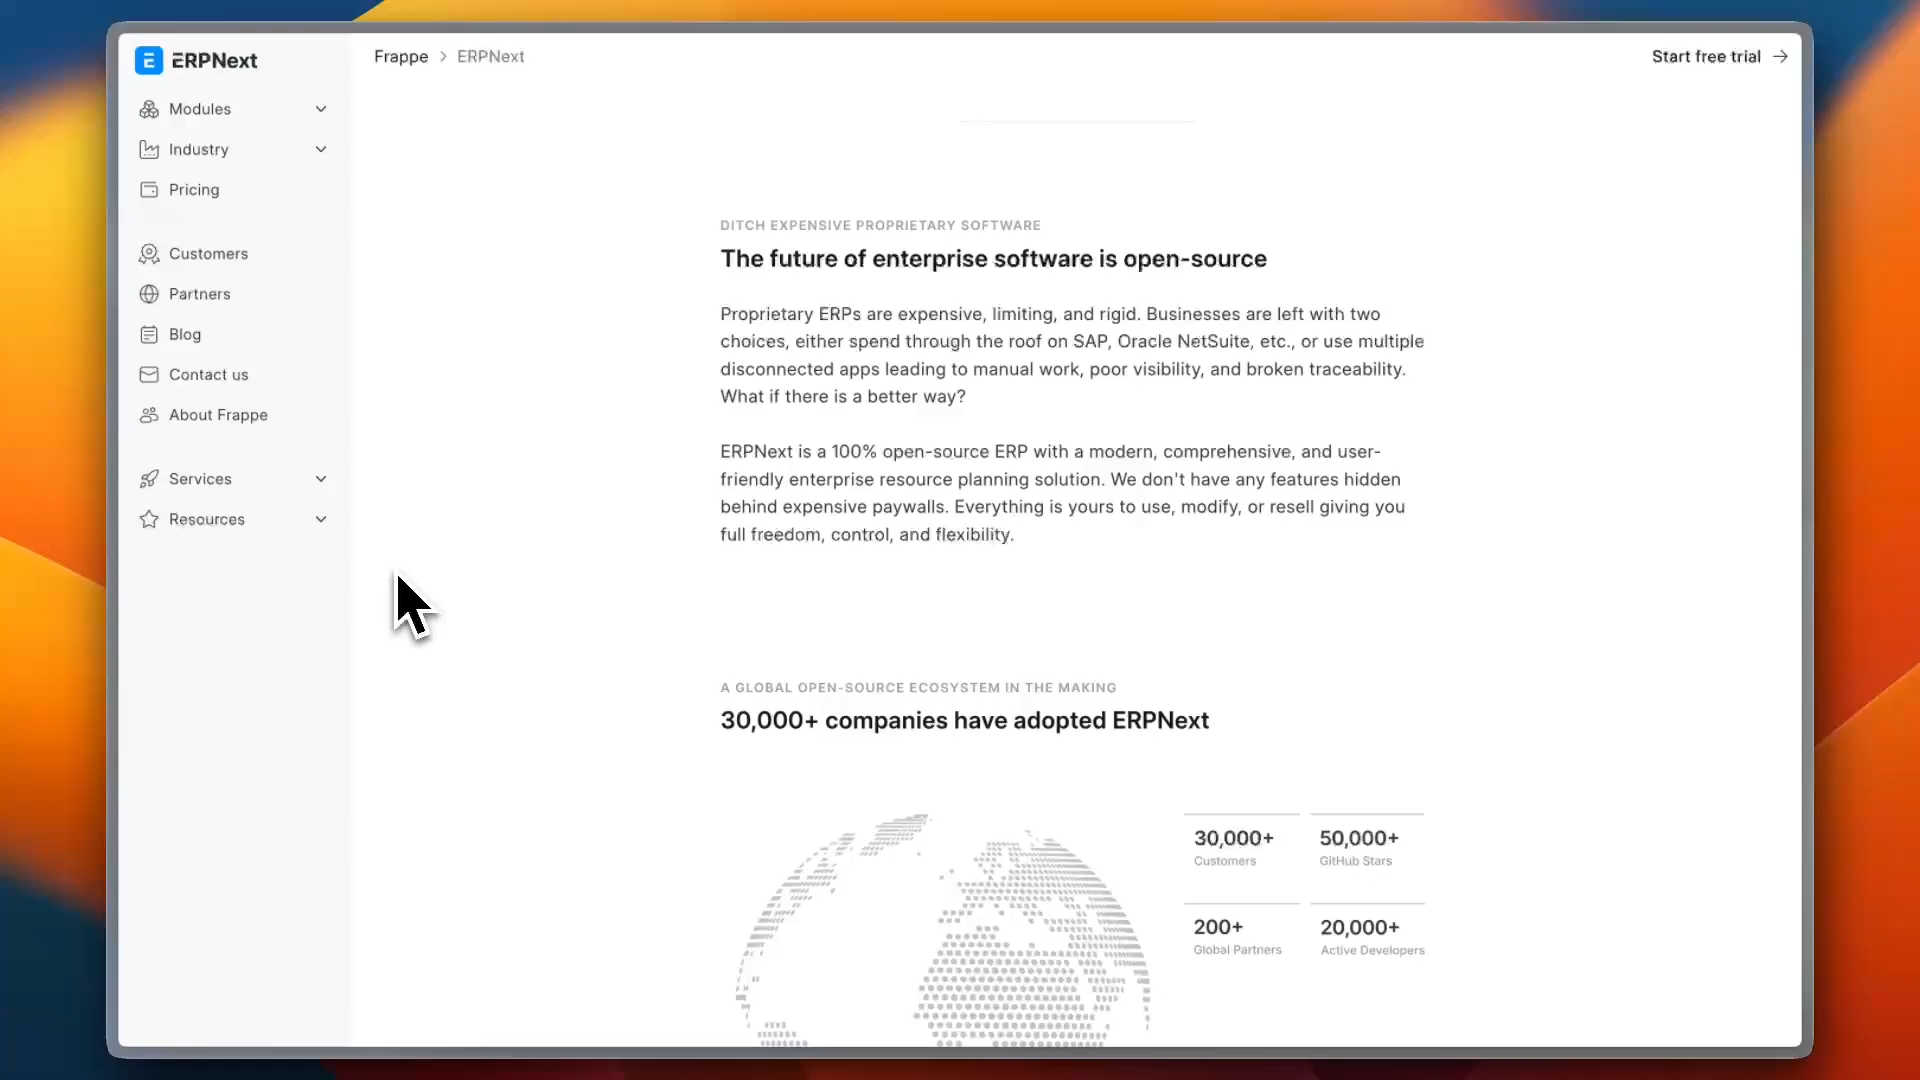 ERPNext
Modules
Industry
Pricing
Customers
Partners
Blog
Contact us
About Frappe
Services
Resources
Frappe > ERPNext
Start free trial →
DITCH EXPENSIVE PROPRIETARY SOFTWARE
The future of enterprise software is open-source
Proprietary ERPs are expensive, limiting, and rigid. Businesses are left with two
choices, either spend through the roof on SAP, Oracle NetSuite, etc., or use multiple
disconnected apps leading to manual work, poor visibility, and broken traceability.
What if there is a better way?
ERPNext is a 100% open-source ERP with a modern, comprehensive, and user-
friendly enterprise resource planning solution. We don't have any features hidden
behind expensive paywalls. Everything is yours to use, modify, or resell giving you
full freedom, control, and flexibility.
A GLOBAL OPEN-SOURCE ECOSYSTEM IN THE MAKING
30,000+ companies have adopted ERPNext
30,000+
Customers
50,000+
GitHub Stars
200+
Global Partners
20,000+
Active Developers